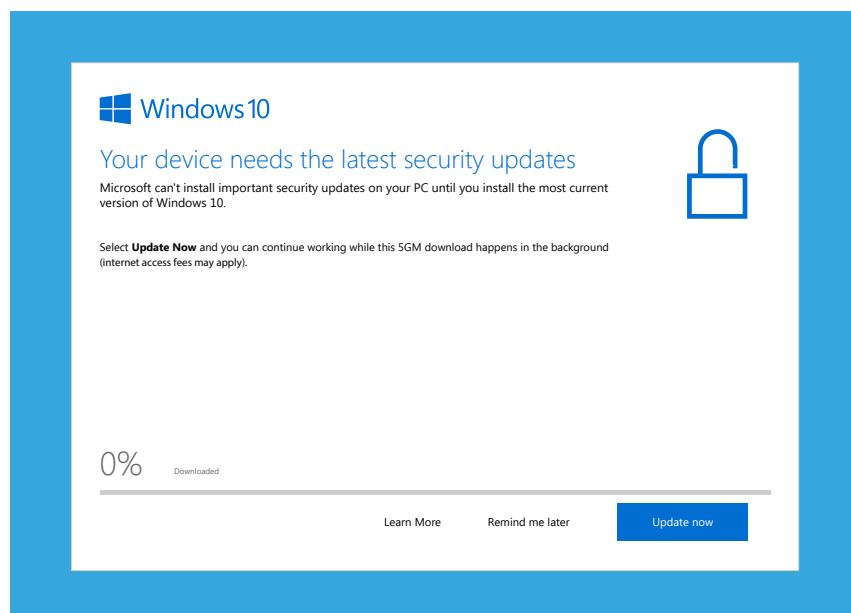 Windows 10
Your device needs the latest security updates
Microsoft can't install important security updates on your PC until you install the most current
version of Windows 10.
Select Update Now and you can continue working while this 5GM download happens in the background
(internet access fees may apply).
0% Downloaded
Learn More Remind me later Update now